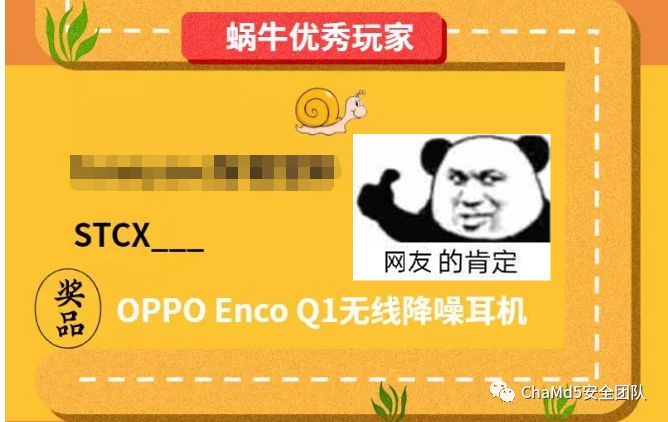 蜗牛优秀玩家
STCX___
网友的肯定
奖品
OPPO Enco Q1无线降噪耳机
ChaMd5安全团队